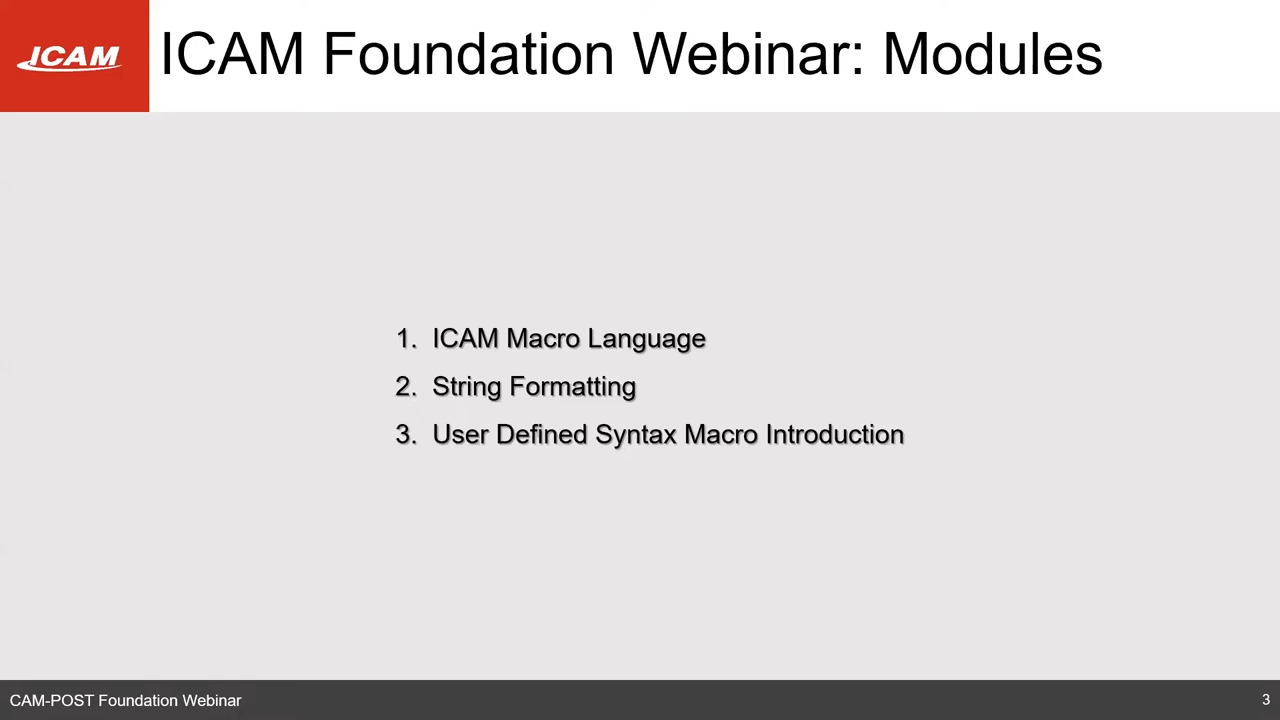 ICAM
ICAM Foundation Webinar: Modules
1. ICAM Macro Language
2. String Formatting
3. User Defined Syntax Macro Introduction
CAM-POST Foundation Webinar
3